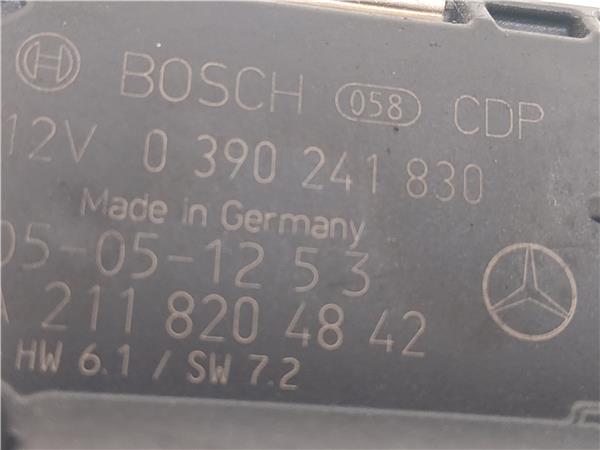 BOSCH 058 CDP
12V 0 390 241 830
Made in Germany
05-05-12 5 3
A 211 820 48 42
HW 6.1 / SW 7.2